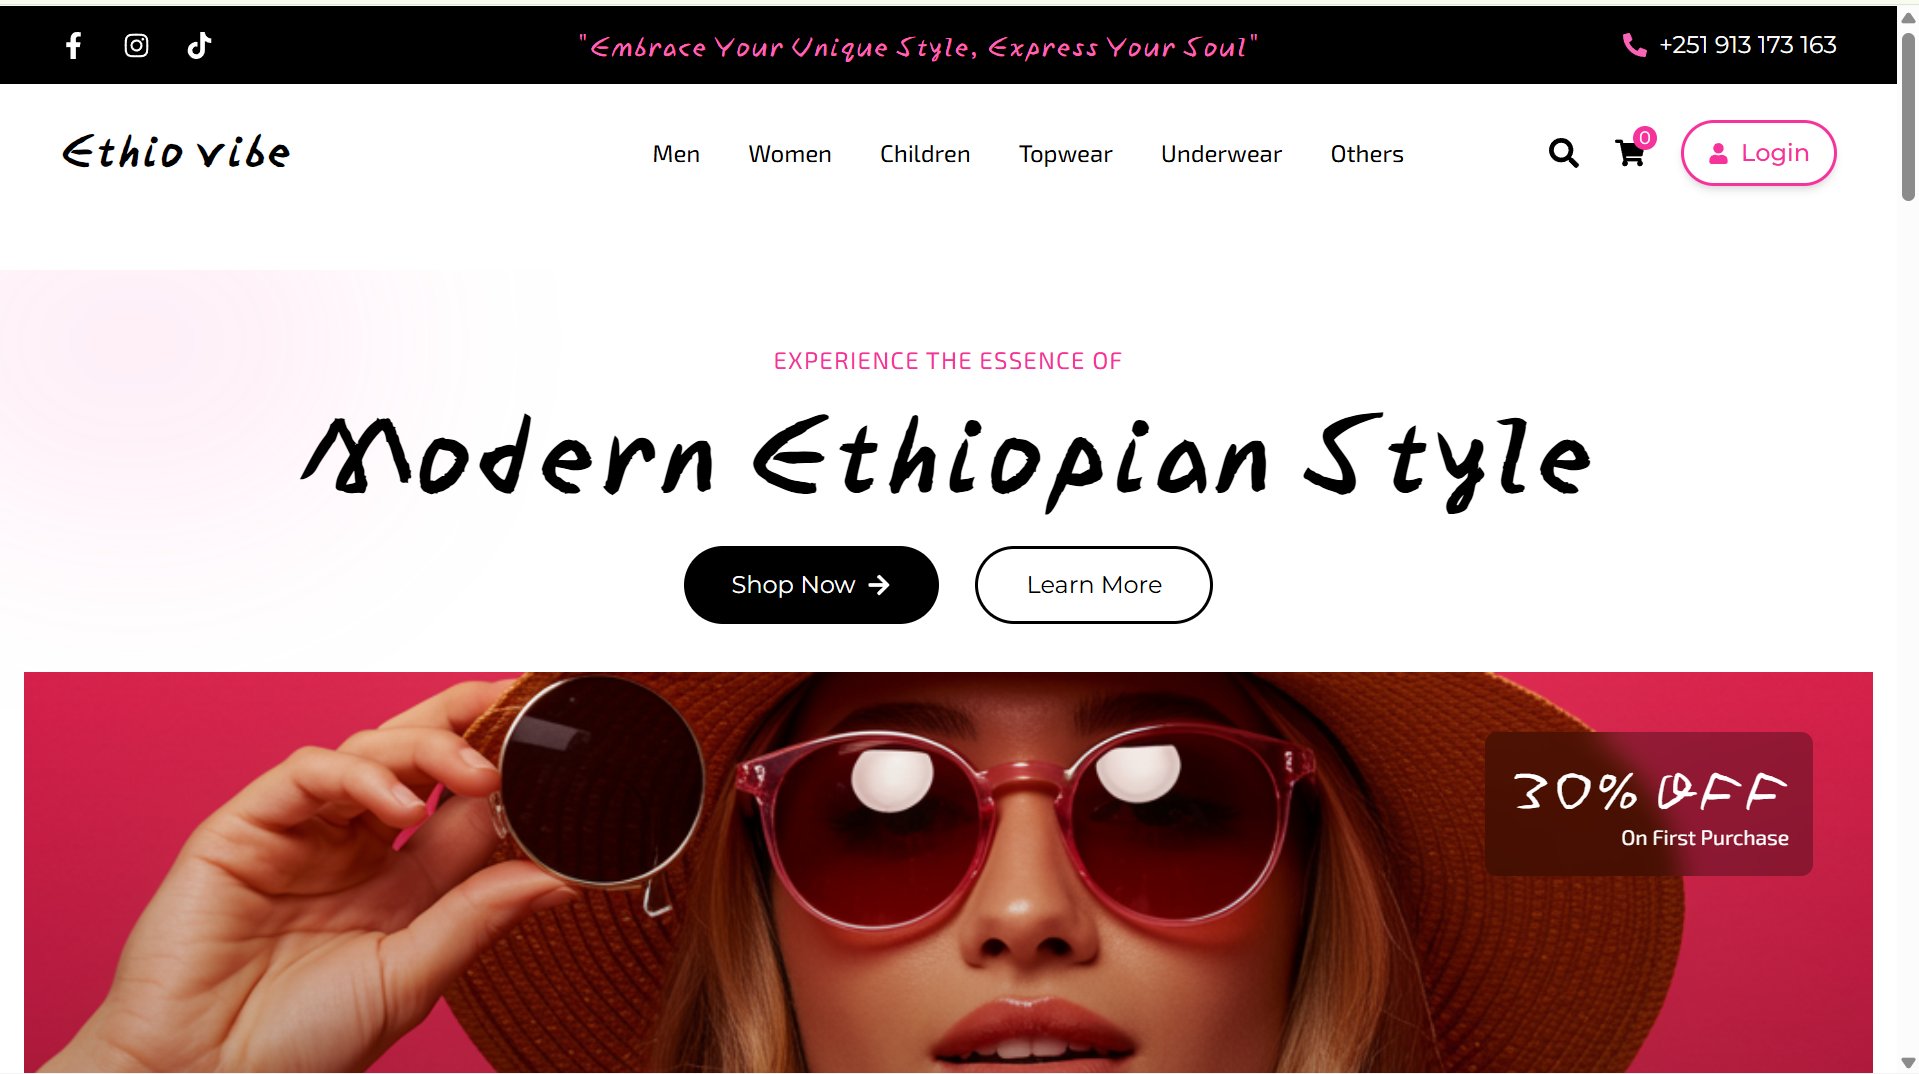 "Embrace Your Unique Style, Express Your Soul"
+251 913 173 163
Ethio vibe
Men
Women
Children
Topwear
Underwear
Others
0
Login
EXPERIENCE THE ESSENCE OF
Modern Ethiopian Style
Shop Now
Learn More
30% OFF
On First Purchase